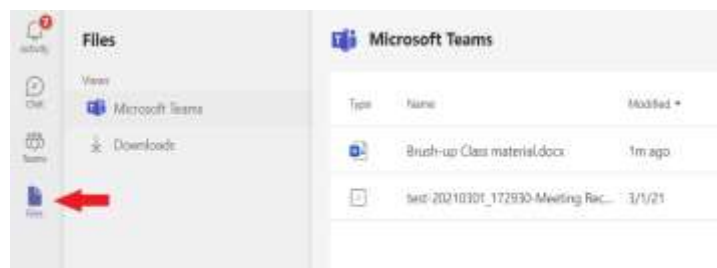 7
Activity
Chat
Teams
Files
Files
Views
Microsoft Teams
Downloads
Microsoft Teams
Type Name Modified
Brush-up Class material.docx 1m ago
test-20210301_172930-Meeting Rec... 3/1/21